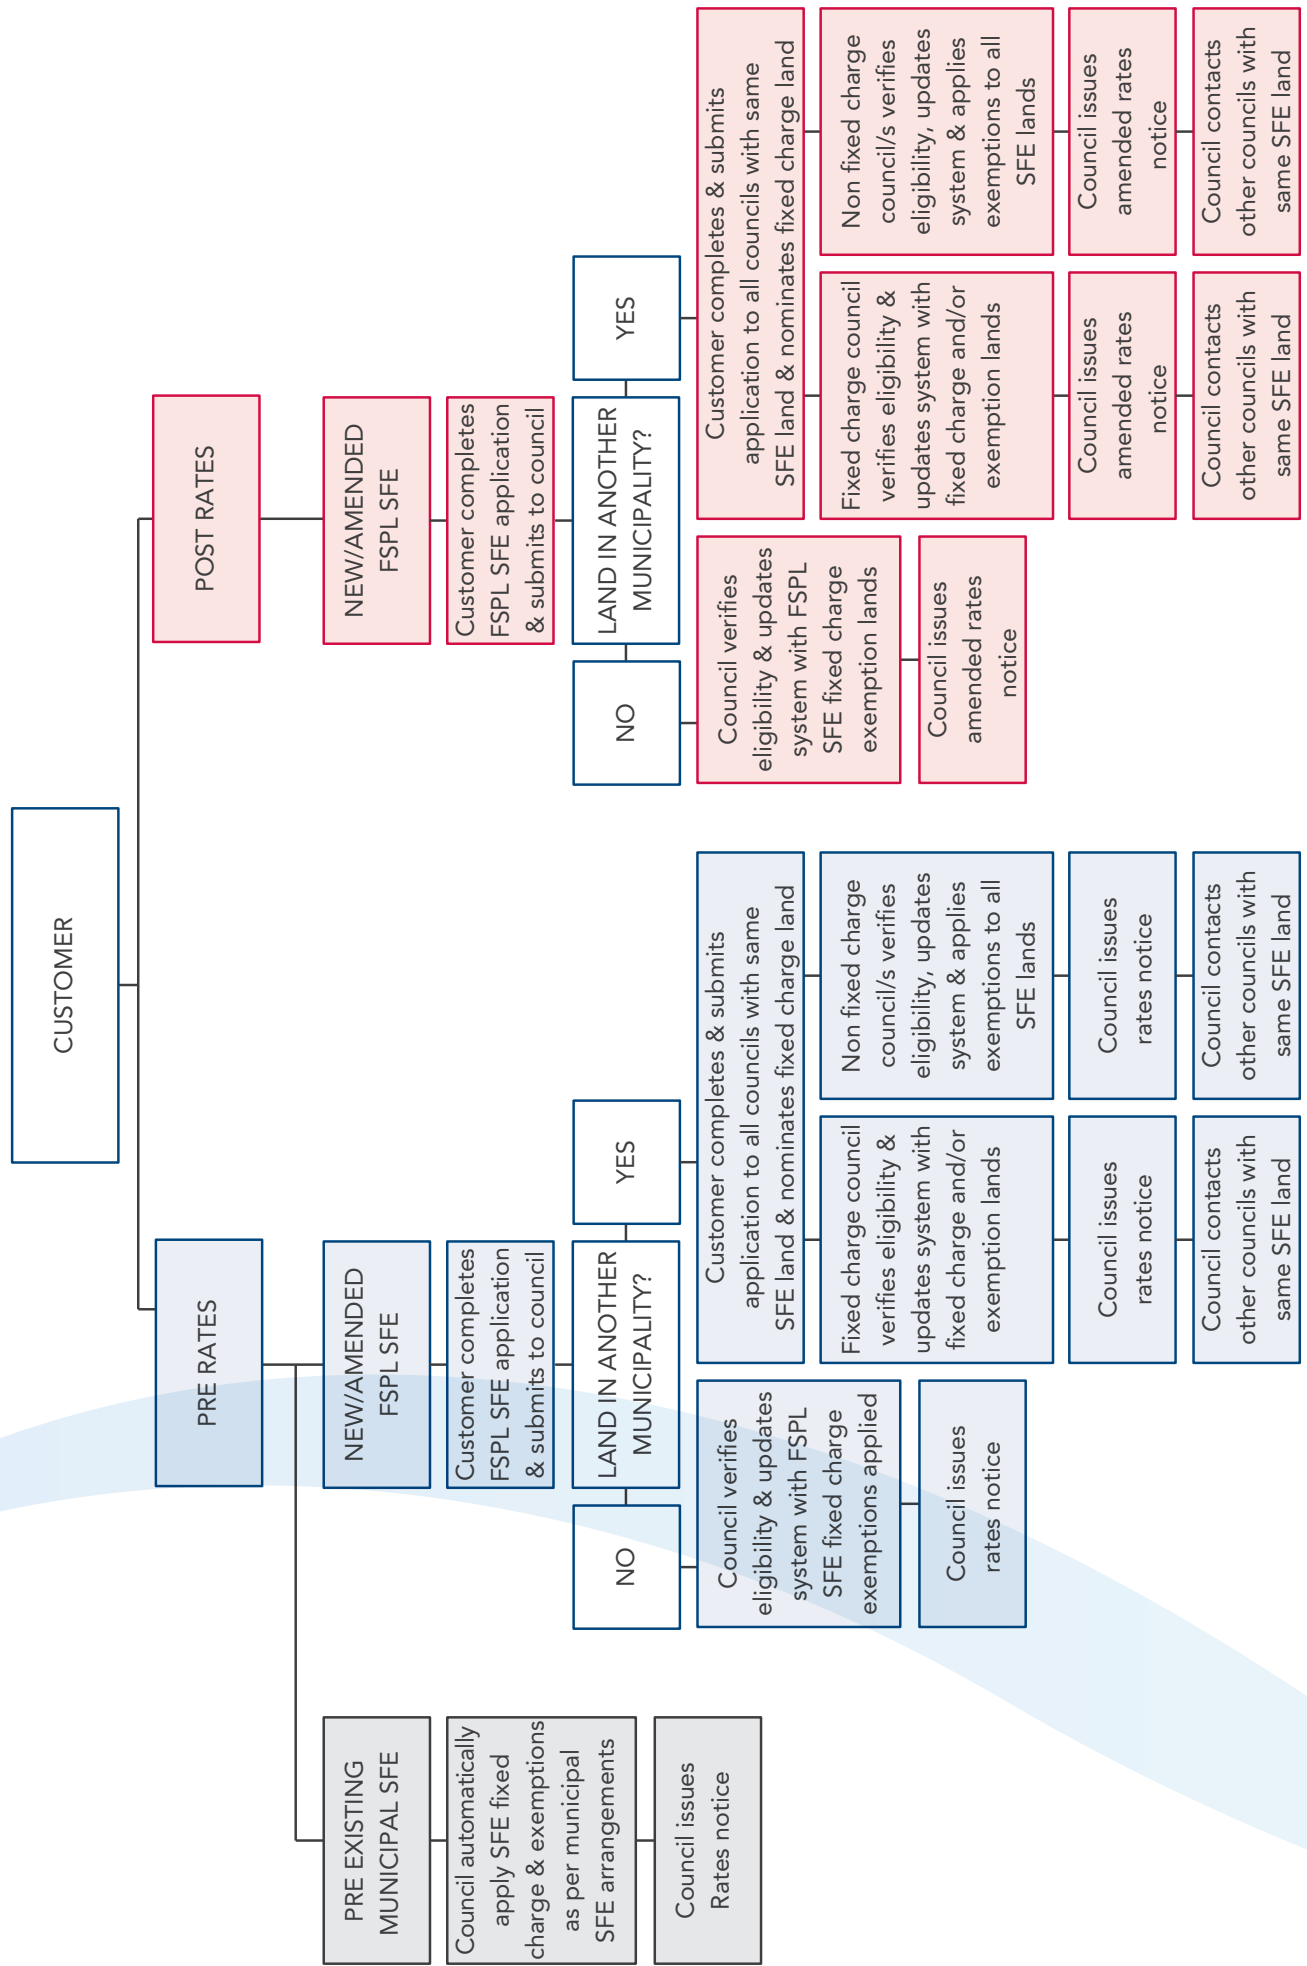 CUSTOMER
PRE RATES
POST RATES
PRE EXISTING
MUNICIPAL SFE
Council automatically
apply SFE fixed
charge & exemptions
as per municipal
SFE arrangements
Council issues
Rates notice
NEW/AMENDED
FSPL SFE
Customer completes
FSPL SFE application
& submits to council
LAND IN ANOTHER
MUNICIPALITY?
NO
YES
Council verifies
eligibility & updates
system with FSPL
SFE fixed charge
exemptions applied
Council issues
rates notice
Customer completes & submits
application to all councils with same
SFE land & nominates fixed charge land
Fixed charge council
verifies eligibility &
updates system with
fixed charge and/or
exemption lands
Council issues
rates notice
Council contacts
other councils with
same SFE land
Non fixed charge
council/s verifies
eligibility, updates
system & applies
exemptions to all
SFE lands
Council issues
rates notice
Council contacts
other councils with
same SFE land
NEW/AMENDED
FSPL SFE
Customer completes
FSPL SFE application
& submits to council
LAND IN ANOTHER
MUNICIPALITY?
NO
YES
Council verifies
eligibility & updates
system with FSPL
SFE fixed charge
exemption lands
Council issues
amended rates
notice
Customer completes & submits
application to all councils with same
SFE land & nominates fixed charge land
Fixed charge council
verifies eligibility &
updates system with
fixed charge and/or
exemption lands
Council issues
amended rates
notice
Council contacts
other councils with
same SFE land
Non fixed charge
council/s verifies
eligibility, updates
system & applies
exemptions to all
SFE lands
Council issues
amended rates
notice
Council contacts
other councils with
same SFE land